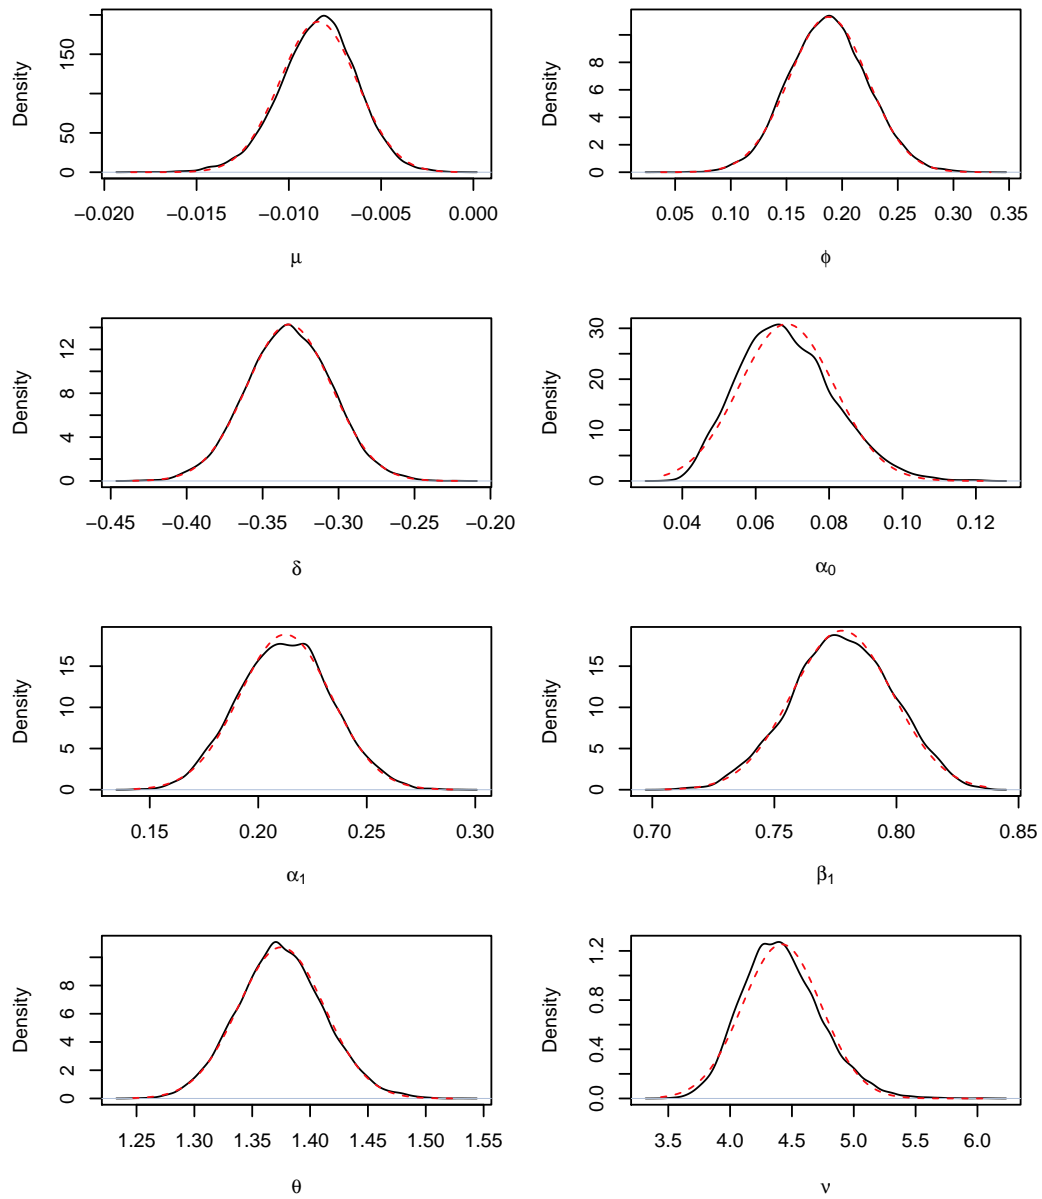 Density
0 50 150
−0.020 −0.015 −0.010 −0.005 0.000
μ
Density
0 2 4 6 8
0.05 0.10 0.15 0.20 0.25 0.30 0.35
ϕ
Density
0 4 8 12
−0.45 −0.40 −0.35 −0.30 −0.25 −0.20
δ
Density
0 10 20 30
0.04 0.06 0.08 0.10 0.12
α0
Density
0 5 10 15
0.15 0.20 0.25 0.30
α1
Density
0 5 10 15
0.70 0.75 0.80 0.85
β1
Density
0 2 4 6 8
1.25 1.30 1.35 1.40 1.45 1.50 1.55
θ
Density
0.0 0.4 0.8 1.2
3.5 4.0 4.5 5.0 5.5 6.0
ν